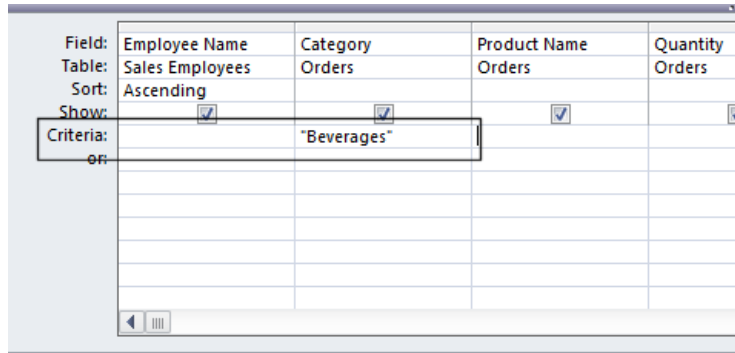 Field: Employee Name Category Product Name Quantity
Table: Sales Employees Orders Orders Orders
Sort: Ascending
Show:
Criteria: "Beverages"
or: